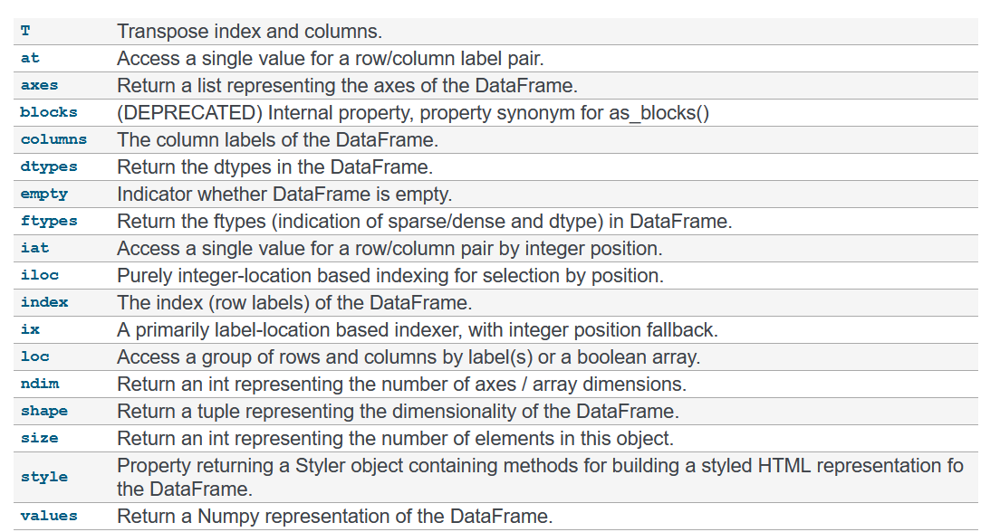 T Transpose index and columns.
at Access a single value for a row/column label pair.
axes Return a list representing the axes of the DataFrame.
blocks (DEPRECATED) Internal property, property synonym for as_blocks()
columns The column labels of the DataFrame.
dtypes Return the dtypes in the DataFrame.
empty Indicator whether DataFrame is empty.
ftypes Return the ftypes (indication of sparse/dense and dtype) in DataFrame.
iat Access a single value for a row/column pair by integer position.
iloc Purely integer-location based indexing for selection by position.
index The index (row labels) of the DataFrame.
ix A primarily label-location based indexer, with integer position fallback.
loc Access a group of rows and columns by label(s) or a boolean array.
ndim Return an int representing the number of axes / array dimensions.
shape Return a tuple representing the dimensionality of the DataFrame.
size Return an int representing the number of elements in this object.
style Property returning a Styler object containing methods for building a styled HTML representation fo
the DataFrame.
values Return a Numpy representation of the DataFrame.